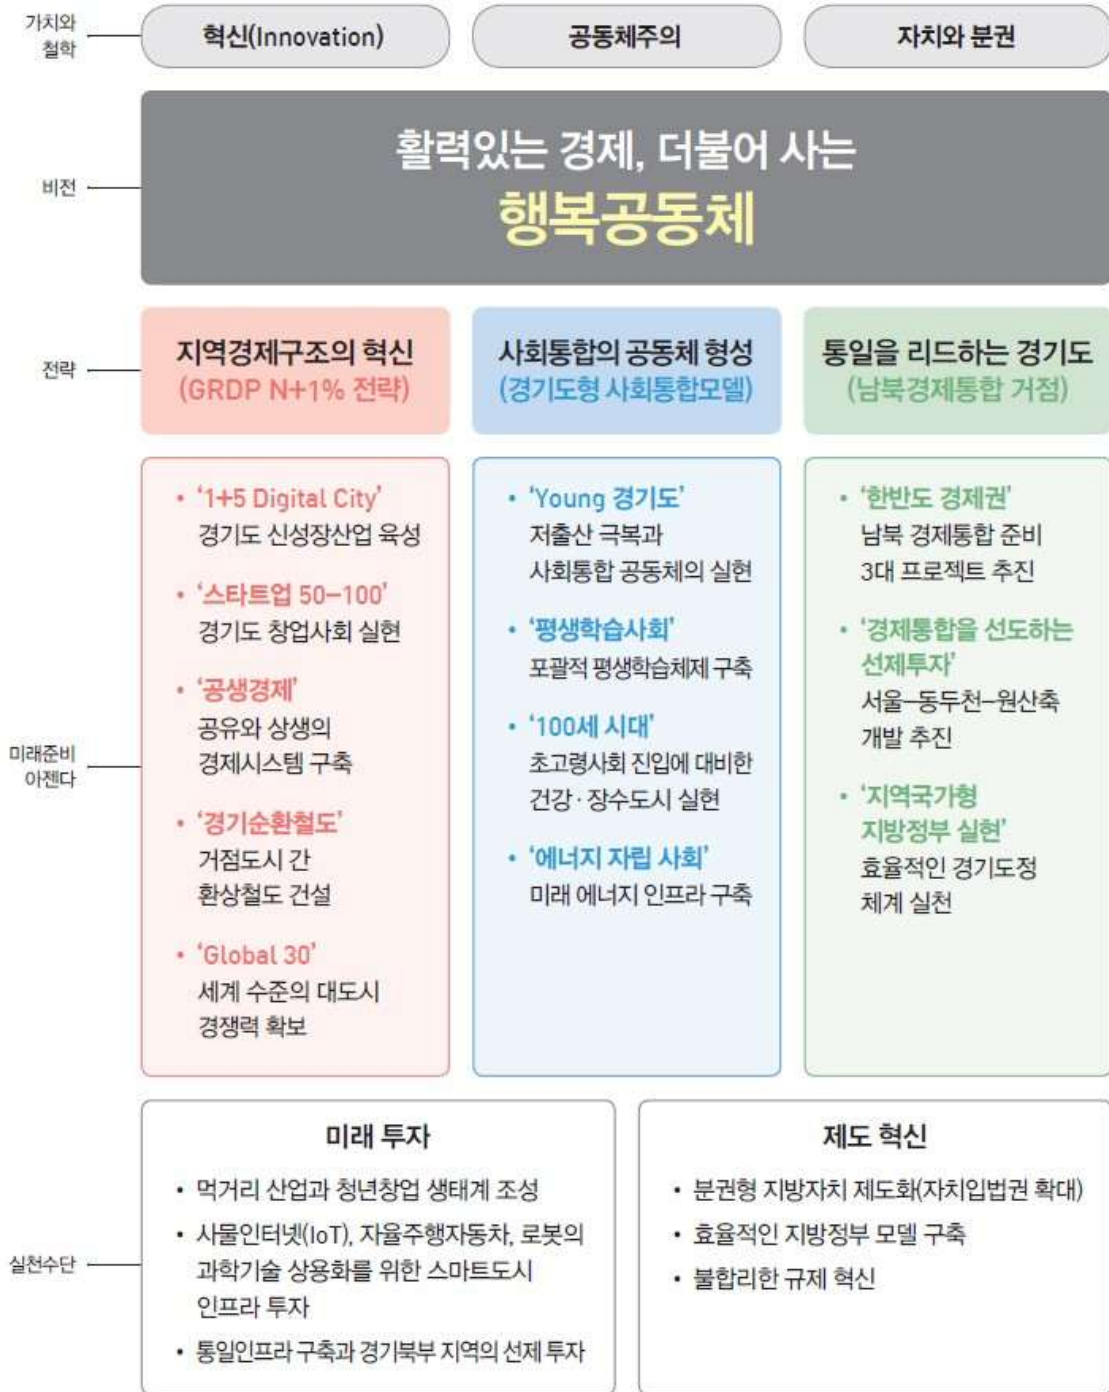 가치와
철학
혁신(Innovation)
공동체주의
자치와 분권
비전
활력있는 경제, 더불어 사는
행복공동체
전략
지역경제구조의 혁신
(GRDP N+1% 전략)
사회통합의 공동체 형성
(경기도형 사회통합모델)
통일을 리드하는 경기도
(남북경제통합 거점)
미래준비
아젠다
• ‘1+5 Digital City’
경기도 신성장산업 육성
• ‘스타트업 50–100’
경기도 창업사회 실현
• ‘공생경제’
공유와 상생의
경제시스템 구축
• ‘경기순환철도’
거점도시 간
환상철도 건설
• ‘Global 30’
세계 수준의 대도시
경쟁력 확보
• ‘Young 경기도’
저출산 극복과
사회통합 공동체의 실현
• ‘평생학습사회’
포괄적 평생학습체제 구축
• ‘100세 시대’
초고령사회 진입에 대비한
건강 · 장수도시 실현
• ‘에너지 자립 사회’
미래 에너지 인프라 구축
• ‘한반도 경제권’
남북 경제통합 준비
3대 프로젝트 추진
• ‘경제통합을 선도하는
선제투자’
서울–동두천–원산축
개발 추진
• ‘지역국가형
지방정부 실현’
효율적인 경기도정
체계 실천
실천수단
미래 투자
• 먹거리 산업과 청년창업 생태계 조성
• 사물인터넷(IoT), 자율주행자동차, 로봇의
과학기술 상용화를 위한 스마트도시
인프라 투자
• 통일인프라 구축과 경기북부 지역의 선제 투자
제도 혁신
• 분권형 지방자치 제도화(자치입법권 확대)
• 효율적인 지방정부 모델 구축
• 불합리한 규제 혁신